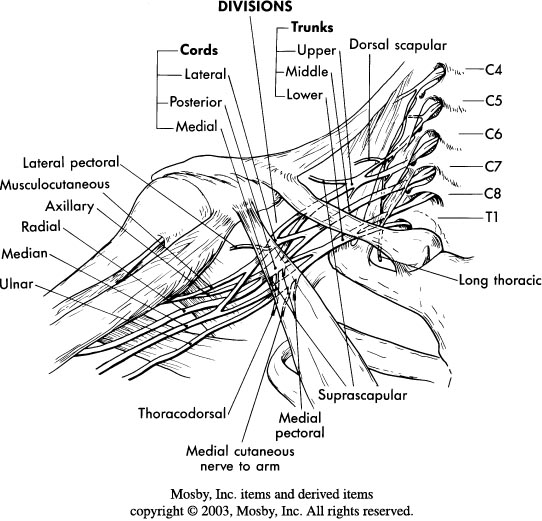 DIVISIONS
Trunks
Cords
Upper
Dorsal scapular
Lateral
Middle
C4
Posterior
Lower
C5
Medial
C6
Lateral pectoral
C7
Musculocutaneous
C8
Axillary
T1
Radial
Median
Long thoracic
Ulnar
Suprascapular
Thoracodorsal
Medial
pectoral
Medial cutaneous
nerve to arm
Mosby, Inc. items and derived items
copyright © 2003, Mosby, Inc. All rights reserved.